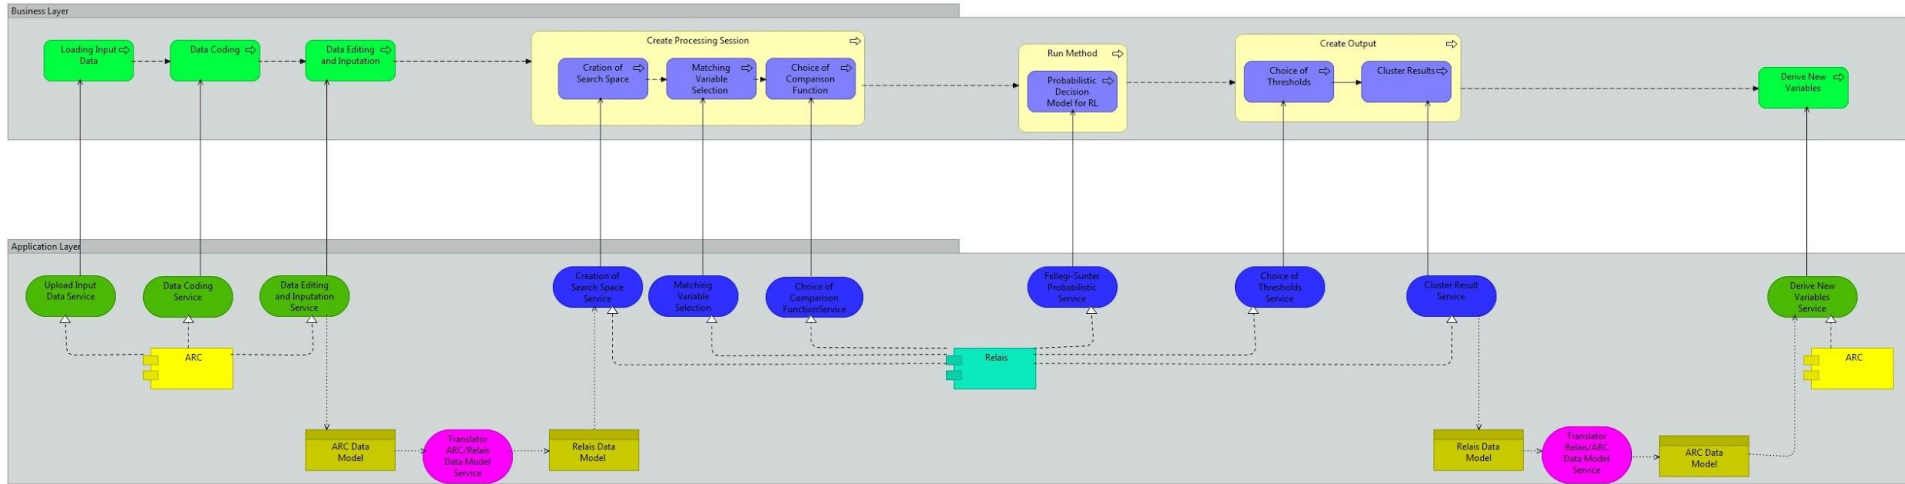 Business Layer
Loading Input
Data
Data Coding
Data Editing
and Inputation
Create Processing Session
Cration of
Search Space
Matching
Variable
Selection
Choice of
Comparison
Function
Run Method
Probabilistic
Decision
Model for RL
Create Output
Choice of
Thresholds
Cluster Results
Derive New
Variables
Application Layer
Upload Input
Data Service
Data Coding
Service
Data Editing
and Inputation
Service
Creation of
Search Space
Service
Matching
Variable
Selection
Choice of
Comparison
FunctionService
Fellegi-Sunter
Probabilistic
Service
Choice of
Thresholds
Service
Cluster Result
Service
Derive New
Variables
Service
ARC
Relais
ARC
ARC Data
Model
Translator
ARC/Relais
Data Model
Service
Relais Data
Model
Relais Data
Model
Translator
Relais/ARC
Data Model
Service
ARC Data
Model